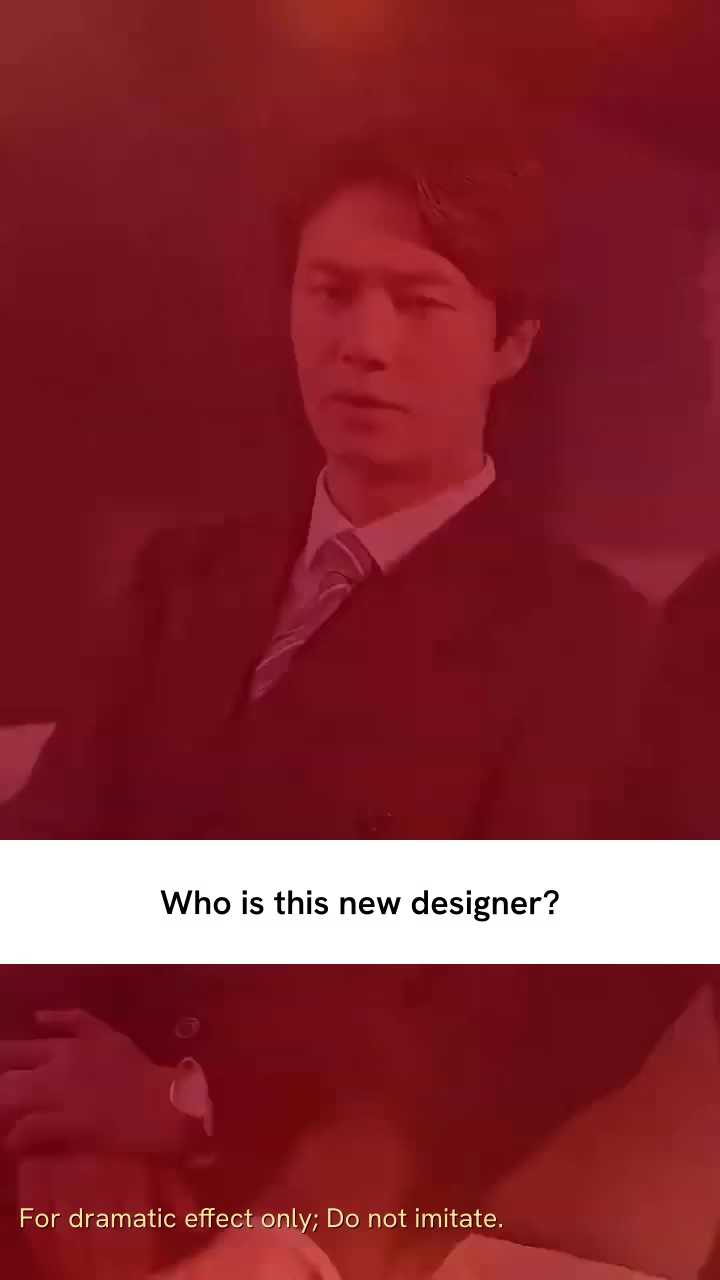 Who is this new designer?
For dramatic effect only; Do not imitate.